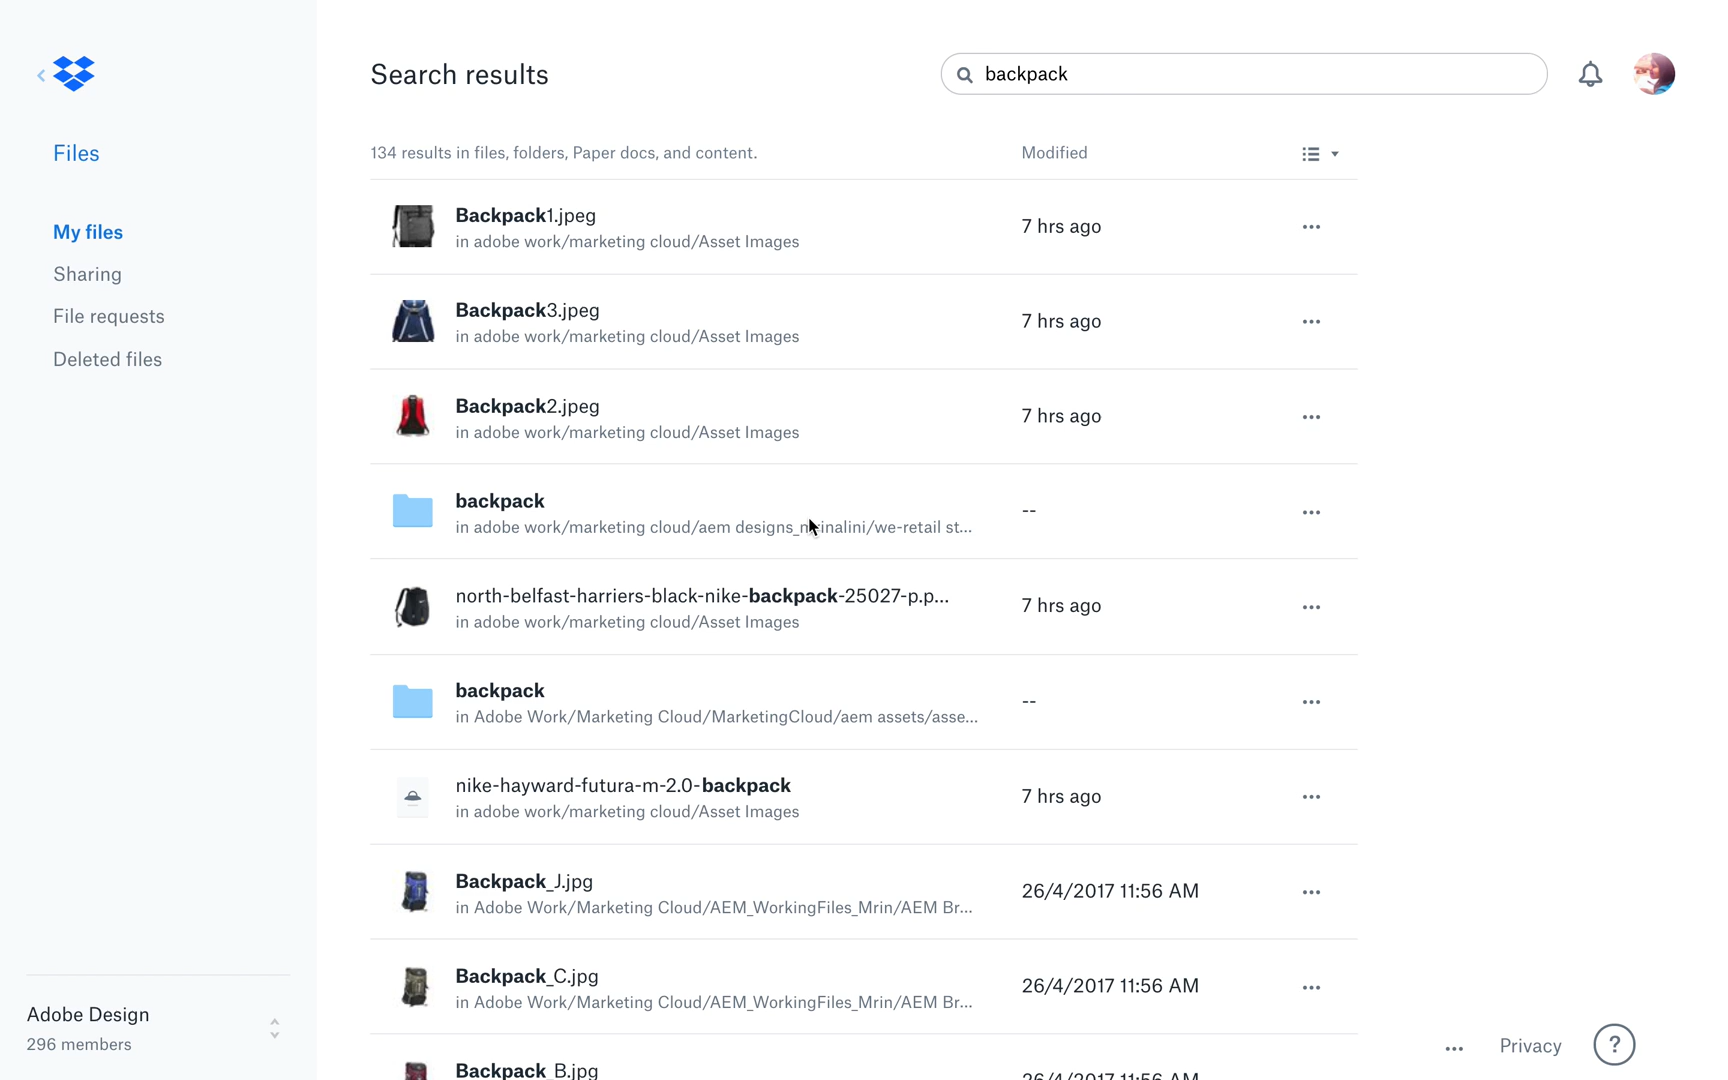 Search results
backpack
Files
My files
Sharing
File requests
Deleted files
134 results in files, folders, Paper docs, and content.
Modified
Backpack1.jpeg
in adobe work/marketing cloud/Asset Images
7 hrs ago
Backpack3.jpeg
in adobe work/marketing cloud/Asset Images
7 hrs ago
Backpack2.jpeg
in adobe work/marketing cloud/Asset Images
7 hrs ago
backpack
in adobe work/marketing cloud/aem /we-retail st...
--
north-belfast-harriers-black-nike-backpack-25027-p.p...
in adobe work/marketing cloud/Asset Images
7 hrs ago
backpack
in Adobe Work/Marketing Cloud/MarketingCloud/aem assets/asse...
--
nike-hayward-futura-m-2.0-backpack
in adobe work/marketing cloud/Asset Images
7 hrs ago
Backpack_J.jpg
in Adobe Work/Marketing Cloud/AEM_WorkingFiles_Mrin/AEM Br...
26/4/2017 11:56 AM
Backpack_C.jpg
in Adobe Work/Marketing Cloud/AEM_WorkingFiles_Mrin/AEM Br...
26/4/2017 11:56 AM
Backpack_B.jpg
26/4/2017 11:56 AM
Adobe Design
296 members
Privacy
?